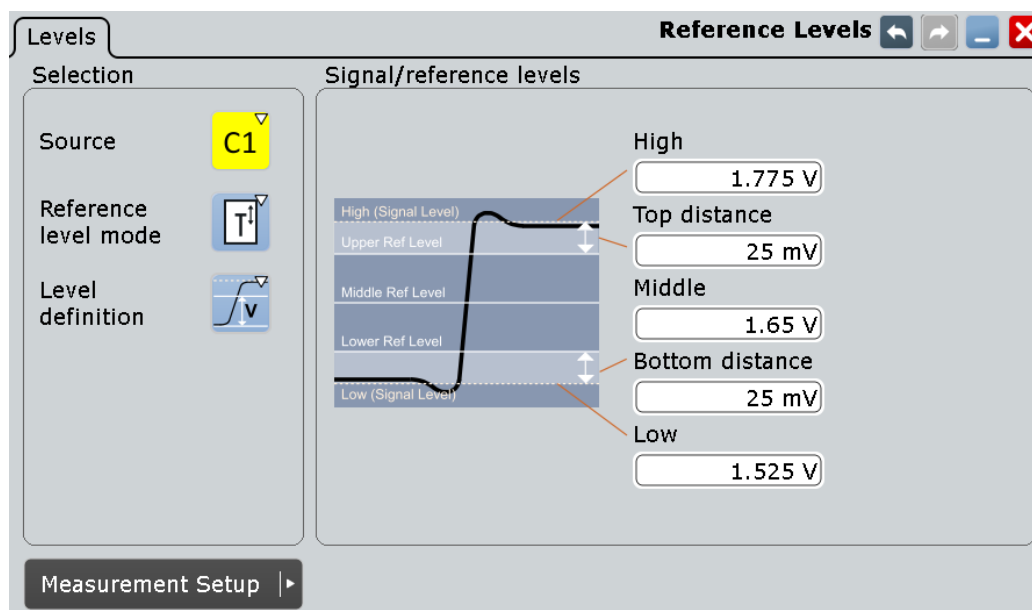 Levels
Reference Levels
Selection
Signal/reference levels
Source
C1
Reference
level mode
T
Level
definition
V
High (Signal Level)
Upper Ref Level
Middle Ref Level
Lower Ref Level
Low (Signal Level)
High
1.775 V
Top distance
25 mV
Middle
1.65 V
Bottom distance
25 mV
Low
1.525 V
Measurement Setup